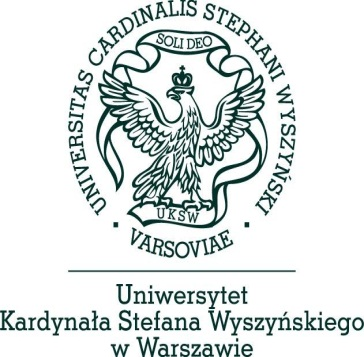 UNIVERSITAS CARDINALIS STEPHANI WYSZYŃSKI
SOLI DEO
UKSW
· VARSOVIAE ·
Uniwersytet
Kardynała Stefana Wyszyńskiego
w Warszawie